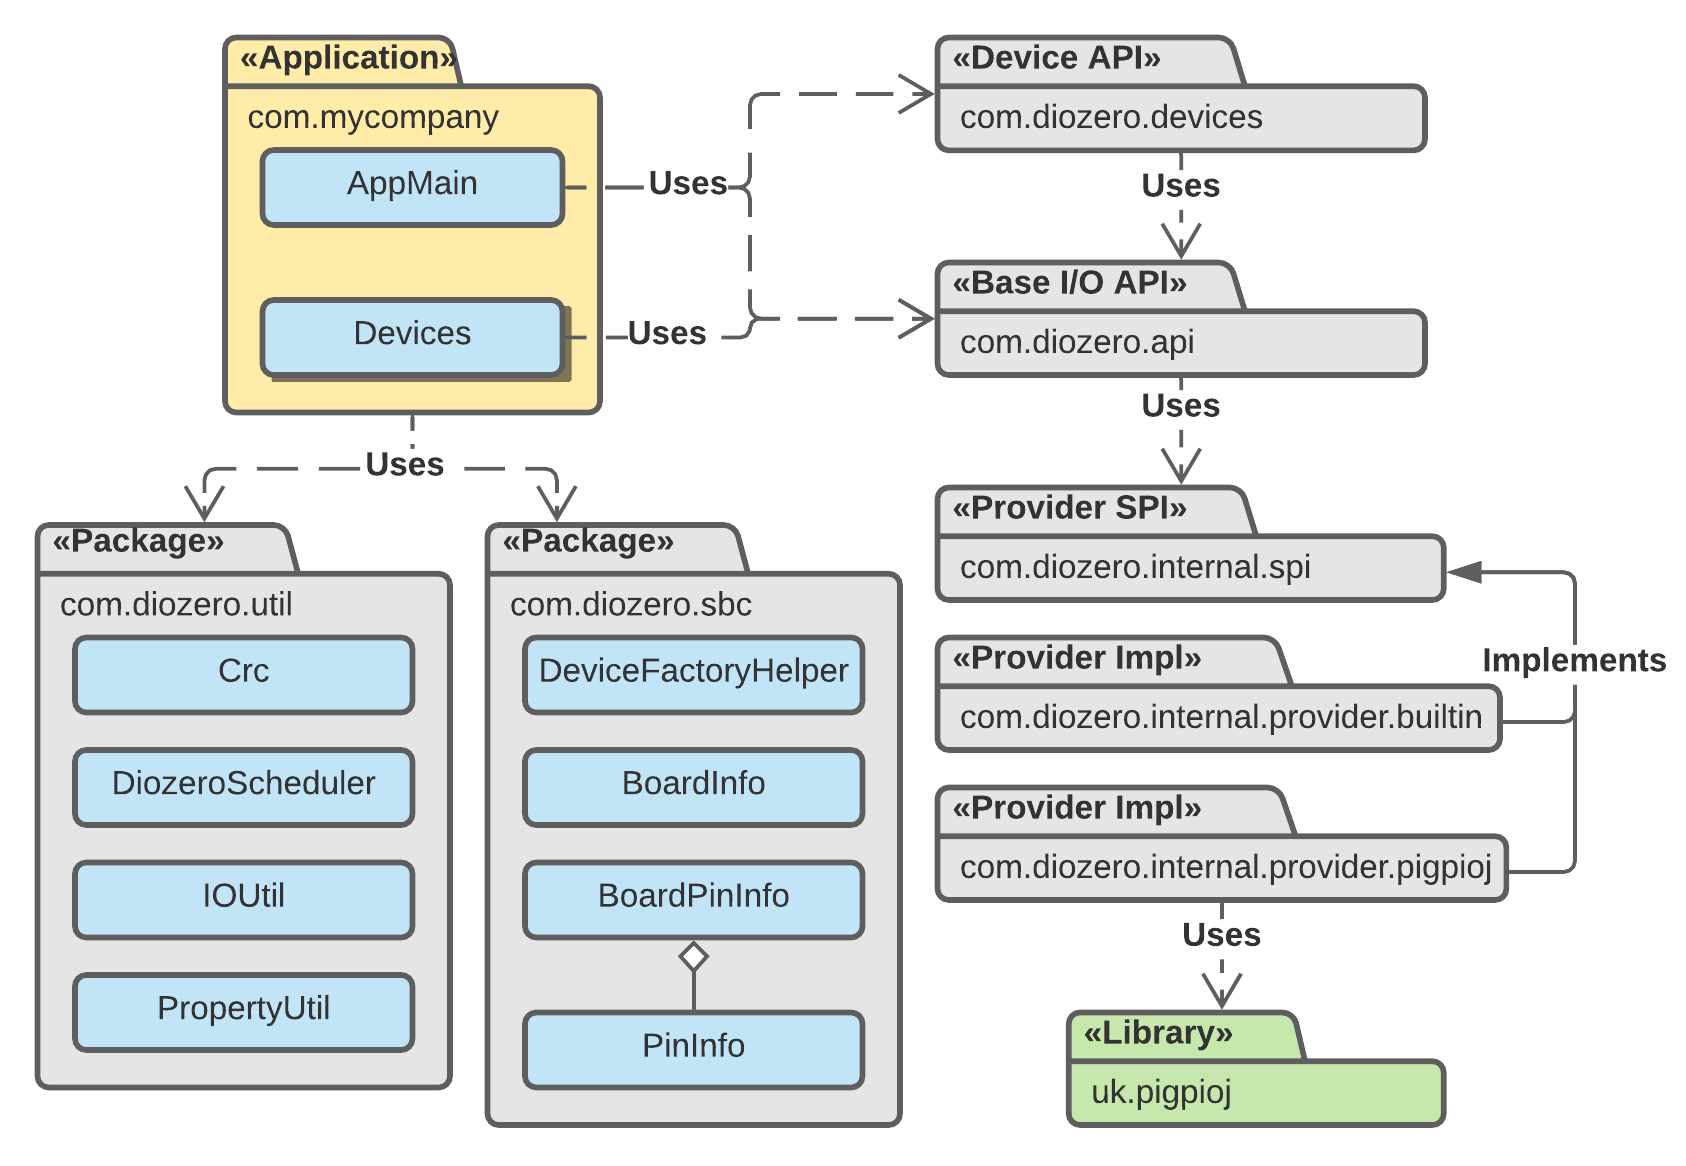 «Application»
com.mycompany
AppMain
Uses
Devices
Uses
Uses
«Device API»
com.diozero.devices
Uses
«Base I/O API»
com.diozero.api
Uses
«Provider SPI»
com.diozero.internal.spi
Implements
«Provider Impl»
com.diozero.internal.provider.builtin
«Provider Impl»
com.diozero.internal.provider.pigpioj
Uses
«Library»
uk.pigpioj
«Package»
com.diozero.util
Crc
DiozeroScheduler
IOUtil
PropertyUtil
«Package»
com.diozero.sbc
DeviceFactoryHelper
BoardInfo
BoardPinInfo
PinInfo